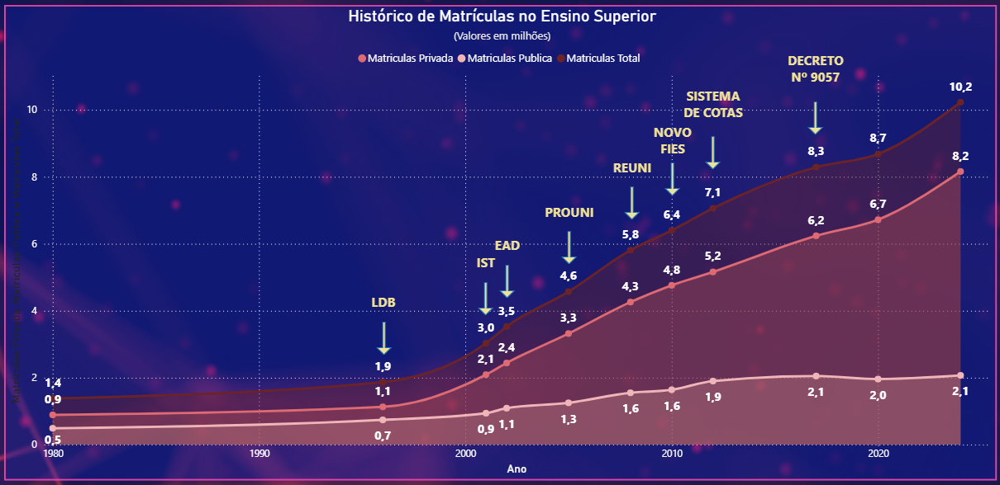 Histórico de Matrículas no Ensino Superior
(Valores em milhões)
Matriculas Privada Matriculas Publica Matriculas Total
DECRETO
Nº 9057
SISTEMA
DE COTAS
NOVO
FIES
REUNI
PROUNI
EAD
IST
LDB
10
8
6
4
2
0
1,4
1,9
3,0
3,5
4,6
5,8
6,4
7,1
8,3
8,7
10,2
0,9
1,1
2,1
2,4
3,3
4,3
4,8
5,2
6,2
6,7
8,2
0,5
0,7
0,9
1,1
1,3
1,6
1,6
1,9
2,1
2,0
2,1
1980 1990 2000 2010 2020
Ano